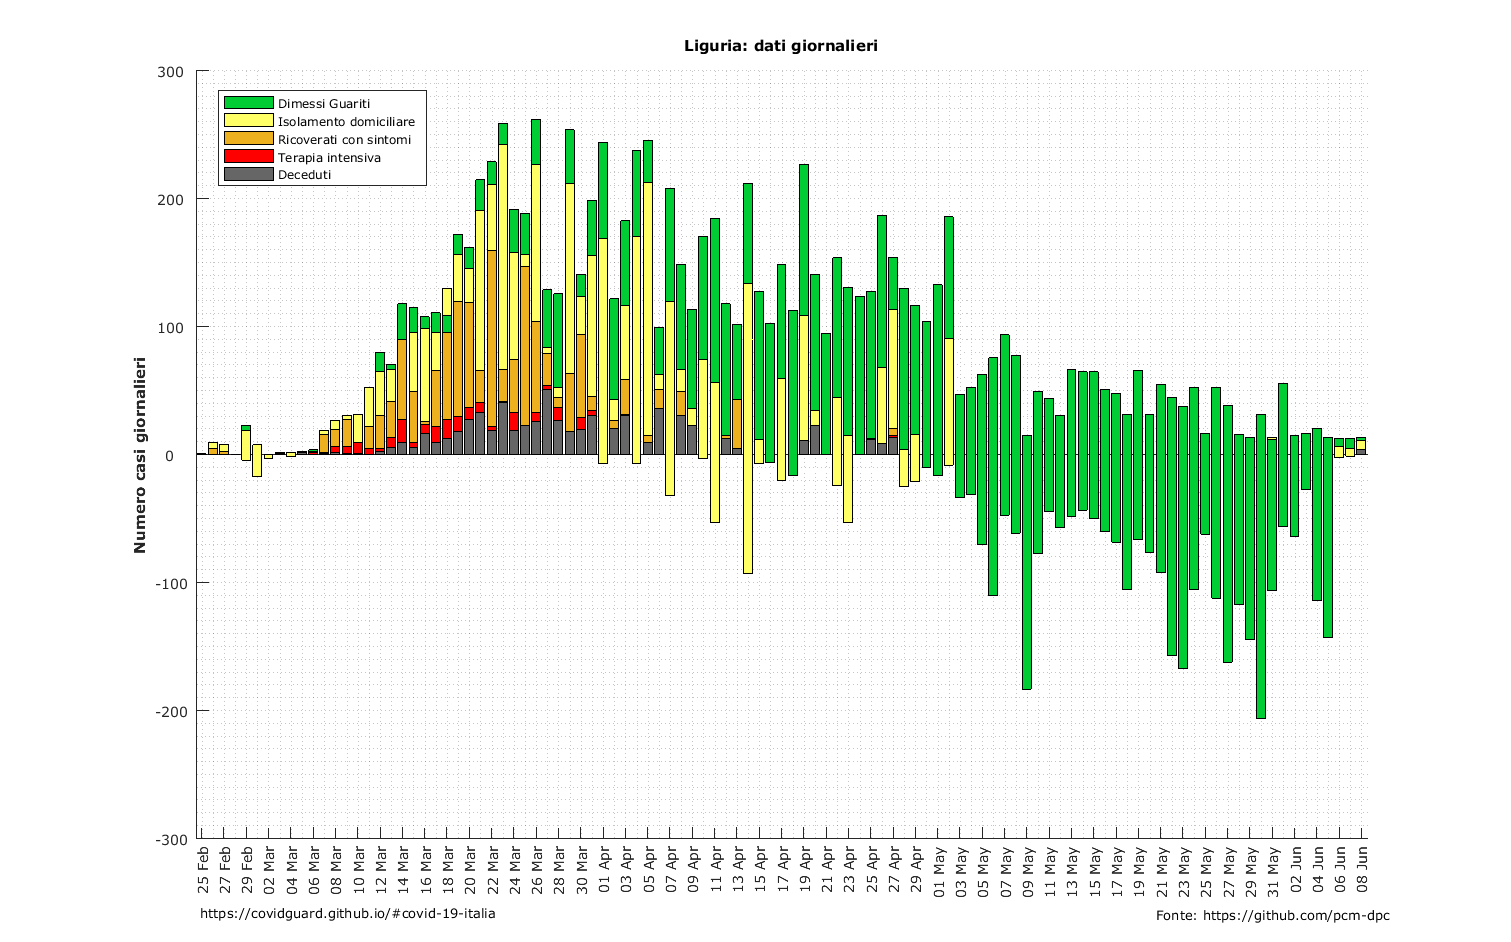 Liguria: dati giornalieri
Numero casi giornalieri
300
200
100
0
-100
-200
-300
Dimessi Guariti
Isolamento domiciliare
Ricoverati con sintomi
Terapia intensiva
Deceduti
25 Feb
27 Feb
29 Feb
02 Mar
04 Mar
06 Mar
08 Mar
10 Mar
12 Mar
14 Mar
16 Mar
18 Mar
20 Mar
22 Mar
24 Mar
26 Mar
28 Mar
30 Mar
01 Apr
03 Apr
05 Apr
07 Apr
09 Apr
11 Apr
13 Apr
15 Apr
17 Apr
19 Apr
21 Apr
23 Apr
25 Apr
27 Apr
29 Apr
01 May
03 May
05 May
07 May
09 May
11 May
13 May
15 May
17 May
19 May
21 May
23 May
25 May
27 May
29 May
31 May
02 Jun
04 Jun
06 Jun
08 Jun
https://covidguard.github.io/#covid-19-italia
Fonte: https://github.com/pcm-dpc